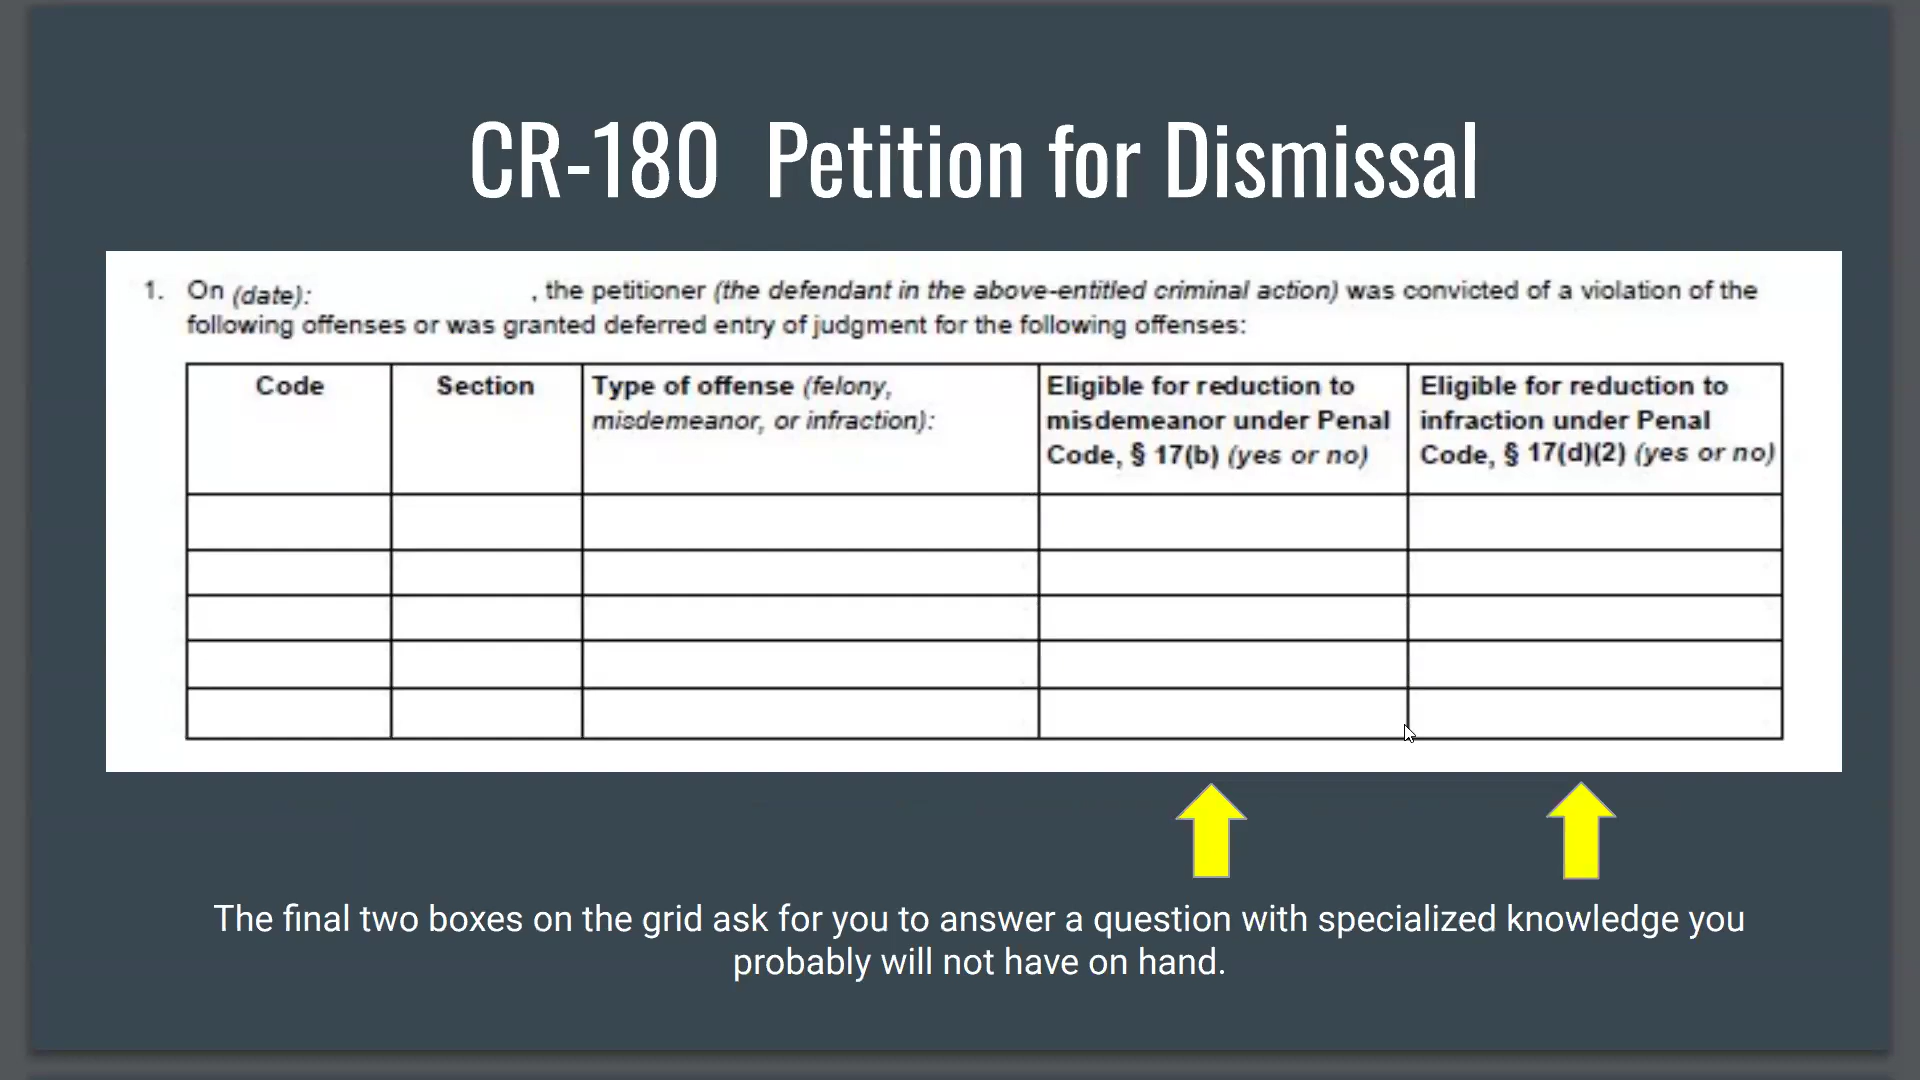 CR-180 Petition for Dismissal
1. On (date): , the petitioner (the defendant in the above-entitled criminal action) was convicted of a violation of the
following offenses or was granted deferred entry of judgment for the following offenses:
Code
Section
Type of offense (felony,
misdemeanor, or infraction):
Eligible for reduction to
misdemeanor under Penal
Code, § 17(b) (yes or no)
Eligible for reduction to
infraction under Penal
Code, § 17(d)(2) (yes or no)
The final two boxes on the grid ask for you to answer a question with specialized knowledge you
probably will not have on hand.